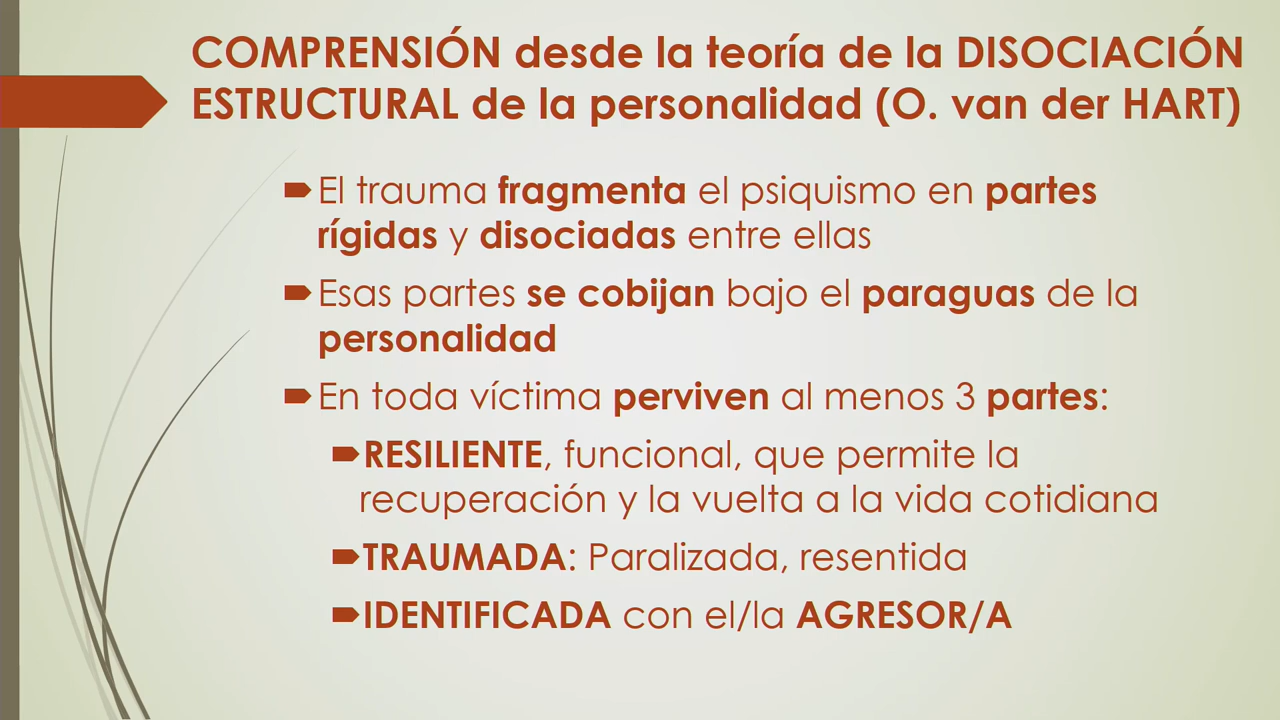 COMPRENSIÓN desde la teoría de la DISOCIACIÓN
ESTRUCTURAL de la personalidad (O. van der HART)
El trauma fragmenta el psiquismo en partes
rígidas y disociadas entre ellas
Esas partes se cobijan bajo el paraguas de la
personalidad
En toda víctima perviven al menos 3 partes:
RESILIENTE, funcional, que permite la
recuperación y la vuelta a la vida cotidiana
TRAUMADA: Paralizada, resentida
IDENTIFICADA con el/la AGRESOR/A